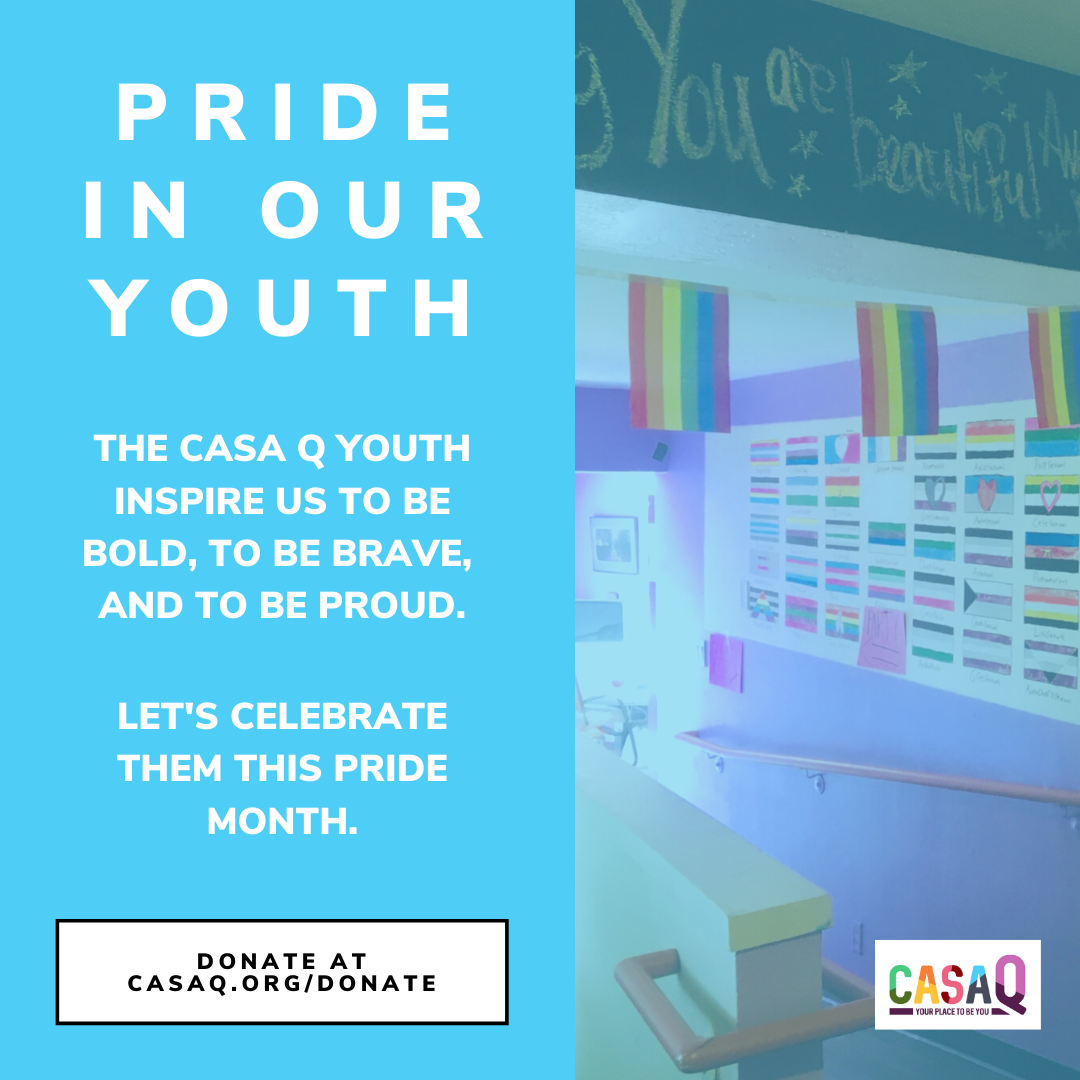 PRIDE
IN OUR
YOUTH
THE CASA Q YOUTH
INSPIRE US TO BE
BOLD, TO BE BRAVE,
AND TO BE PROUD.
LET'S CELEBRATE
THEM THIS PRIDE
MONTH.
DONATE AT
CASAQ.ORG/DONATE
You are beautiful
CASAQ
YOUR PLACE TO BE YOU